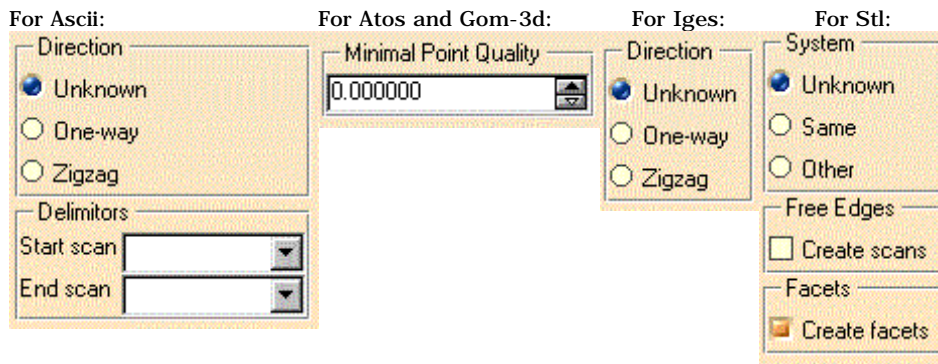 For Ascii:
Direction
Unknown
One-way
Zigzag
Delimitors
Start scan
End scan
For Atos and Gom-3d:
Minimal Point Quality
0.000000
For Iges:
Direction
Unknown
One-way
Zigzag
For Stl:
System
Unknown
Same
Other
Free Edges
Create scans
Facets
Create facets